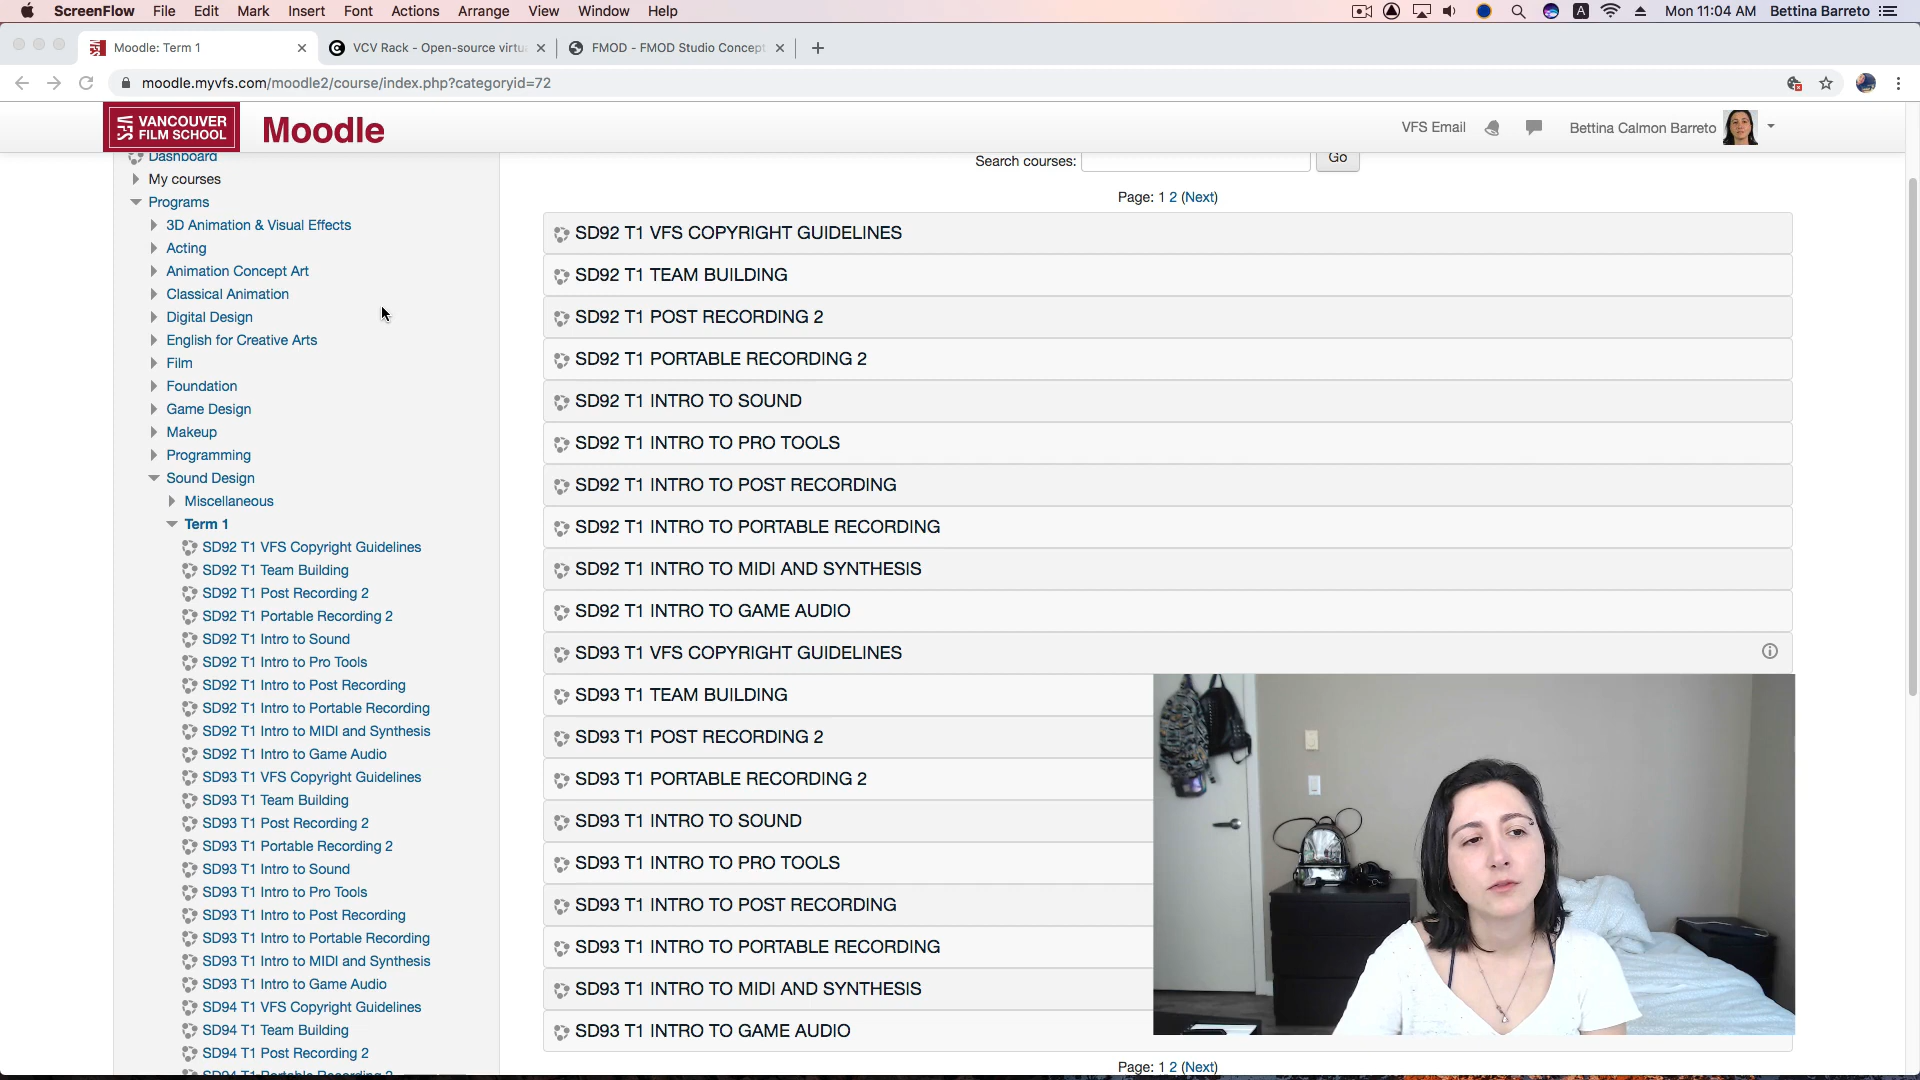 ScreenFlow File Edit Mark Insert Font Actions Arrange View Window Help A Mon 11:04 AM Bettina Barreto
Moodle: Term 1 VCV Rack - Open-source virtu FMOD - FMOD Studio Concept
moodle.myvfs.com/moodle2/course/index.php?categoryid=72
VFS VANCOUVER FILM SCHOOL Moodle VFS Email Bettina Calmon Barreto
Dashboard
My courses
Programs
3D Animation & Visual Effects
Acting
Animation Concept Art
Classical Animation
Digital Design
English for Creative Arts
Film
Foundation
Game Design
Makeup
Programming
Sound Design
Miscellaneous
Term 1
SD92 T1 VFS Copyright Guidelines
SD92 T1 Team Building
SD92 T1 Post Recording 2
SD92 T1 Portable Recording 2
SD92 T1 Intro to Sound
SD92 T1 Intro to Pro Tools
SD92 T1 Intro to Post Recording
SD92 T1 Intro to Portable Recording
SD92 T1 Intro to MIDI and Synthesis
SD92 T1 Intro to Game Audio
SD93 T1 VFS Copyright Guidelines
SD93 T1 Team Building
SD93 T1 Post Recording 2
SD93 T1 Portable Recording 2
SD93 T1 Intro to Sound
SD93 T1 Intro to Pro Tools
SD93 T1 Intro to Post Recording
SD93 T1 Intro to Portable Recording
SD93 T1 Intro to MIDI and Synthesis
SD93 T1 Intro to Game Audio
SD94 T1 VFS Copyright Guidelines
SD94 T1 Team Building
SD94 T1 Post Recording 2
SD94 T1 Portable Recording 2
Search courses: Go
Page: 1 2 (Next)
SD92 T1 VFS COPYRIGHT GUIDELINES
SD92 T1 TEAM BUILDING
SD92 T1 POST RECORDING 2
SD92 T1 PORTABLE RECORDING 2
SD92 T1 INTRO TO SOUND
SD92 T1 INTRO TO PRO TOOLS
SD92 T1 INTRO TO POST RECORDING
SD92 T1 INTRO TO PORTABLE RECORDING
SD92 T1 INTRO TO MIDI AND SYNTHESIS
SD92 T1 INTRO TO GAME AUDIO
SD93 T1 VFS COPYRIGHT GUIDELINES
SD93 T1 TEAM BUILDING
SD93 T1 POST RECORDING 2
SD93 T1 PORTABLE RECORDING 2
SD93 T1 INTRO TO SOUND
SD93 T1 INTRO TO PRO TOOLS
SD93 T1 INTRO TO POST RECORDING
SD93 T1 INTRO TO PORTABLE RECORDING
SD93 T1 INTRO TO MIDI AND SYNTHESIS
SD93 T1 INTRO TO GAME AUDIO
Page: 1 2 (Next)